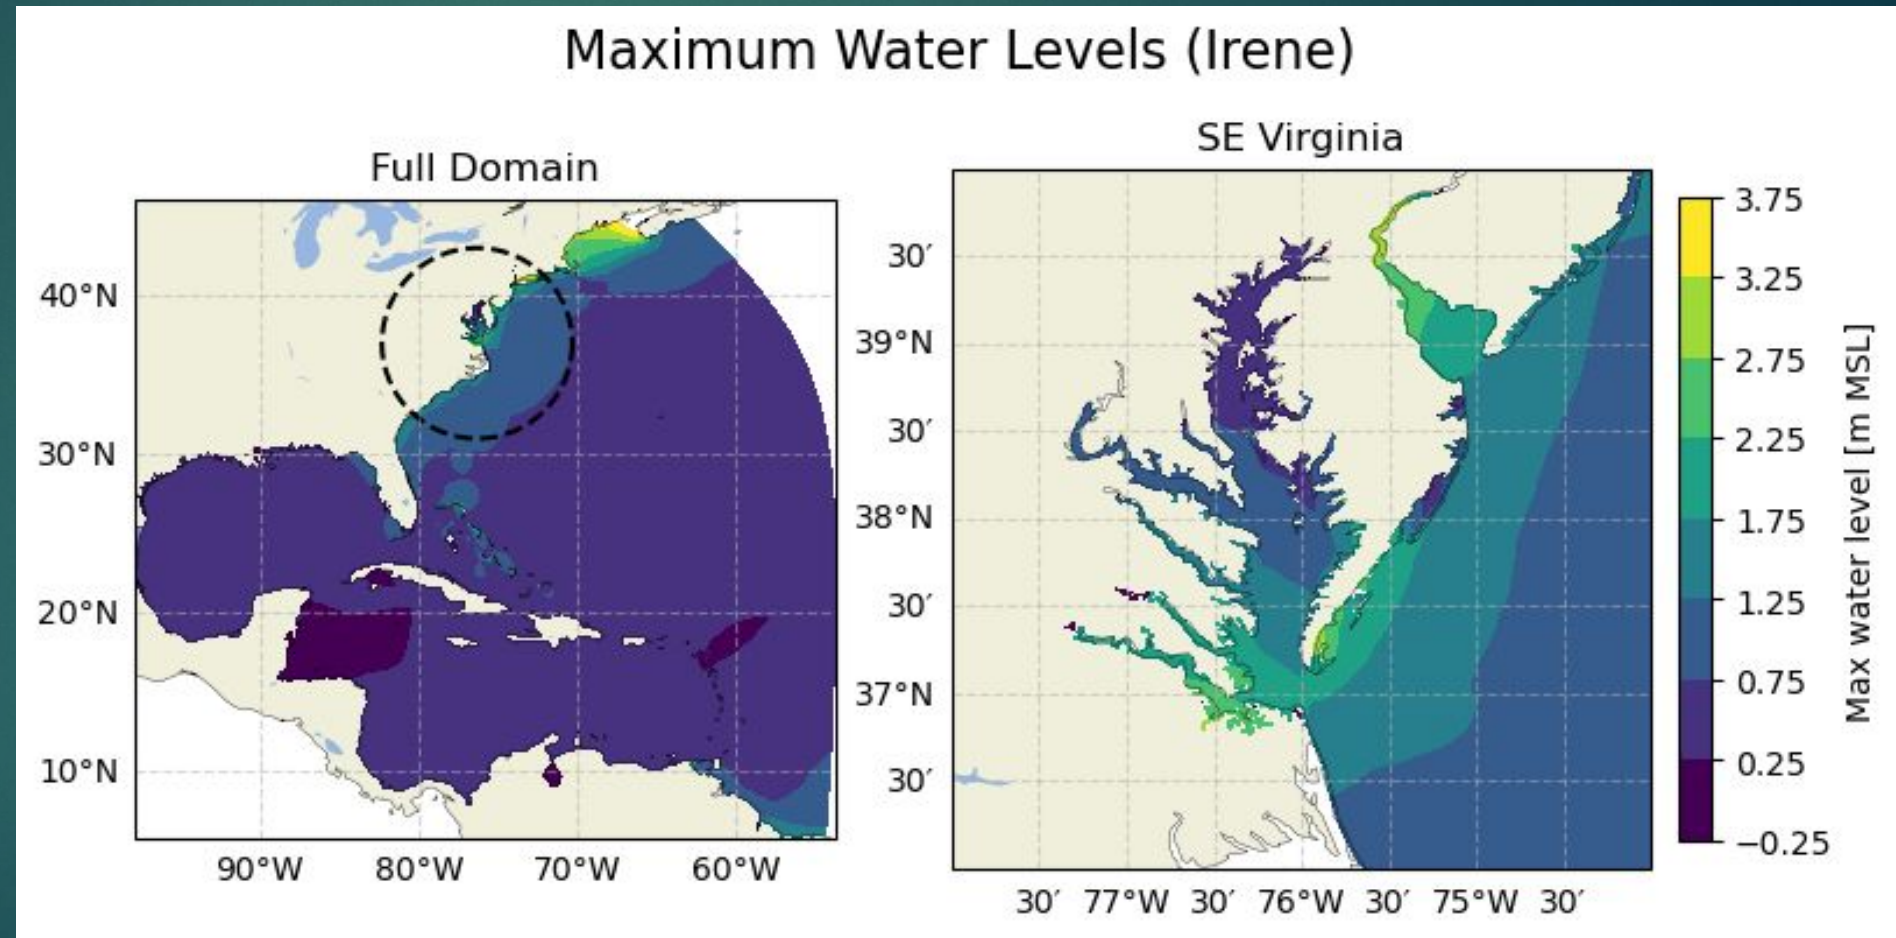 Maximum Water Levels (Irene)
Full Domain
40°N
30°N
20°N
10°N
90°W 80°W 70°W 60°W
SE Virginia
30′
39°N
30′
38°N
30′
37°N
30′
30′ 77°W 30′ 76°W 30′ 75°W 30′
3.75
3.25
2.75
2.25
1.75
1.25
0.75
0.25
−0.25
Max water level [m MSL]